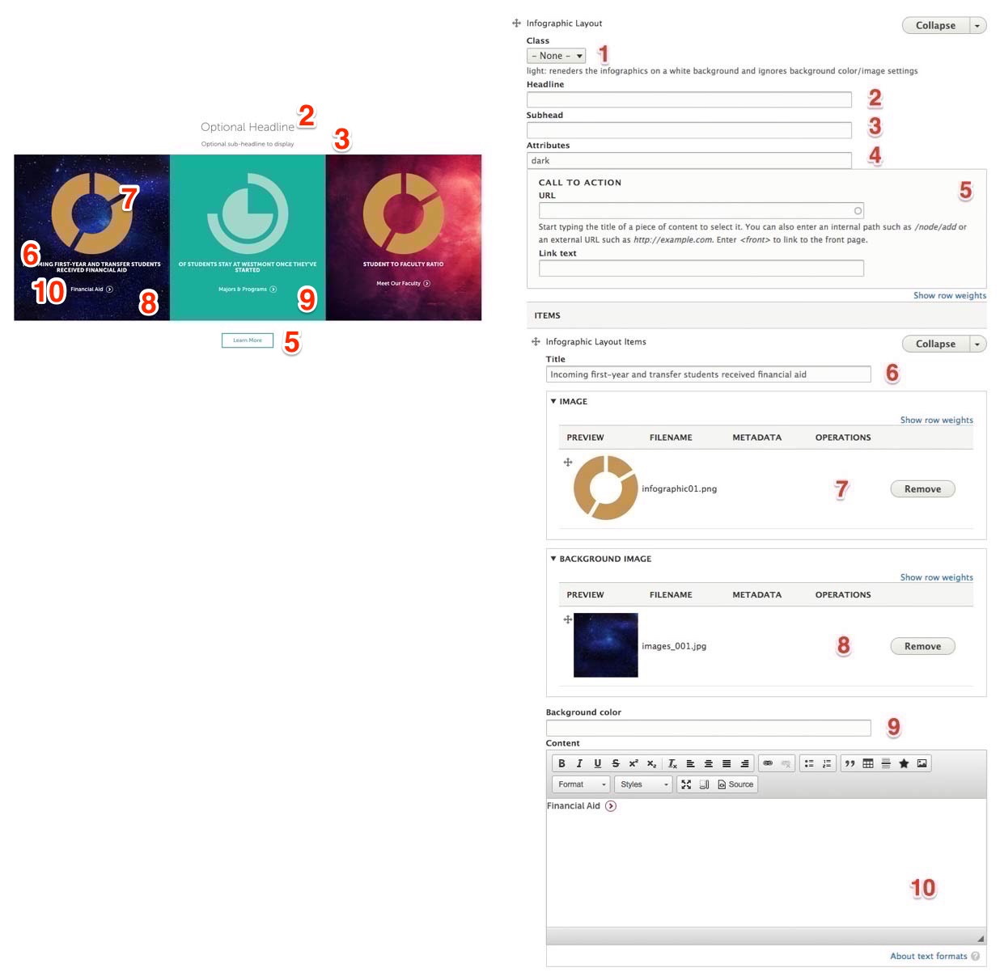 Optional Headline
2
Optional sub-headline to display
3
7
6
MING FIRST-YEAR AND TRANSFER STUDENTS
RECEIVED FINANCIAL AID
10
Financial Aid
8
OF STUDENTS STAY AT WESTMONT ONCE THEY'VE
STARTED
Majors & Programs
9
STUDENT TO FACULTY RATIO
Meet Our Faculty
Learn More
5
Infographic Layout
Collapse
Class
- None -
1
light: reneders the infographics on a white background and ignores background color/image settings
Headline
2
Subhead
3
Attributes
dark
4
CALL TO ACTION
5
URL
Start typing the title of a piece of content to select it. You can also enter an internal path such as /node/add or
an external URL such as http://example.com. Enter <front> to link to the front page.
Link text
Show row weights
ITEMS
Infographic Layout Items
Collapse
Title
Incoming first-year and transfer students received financial aid
6
IMAGE
Show row weights
PREVIEW FILENAME METADATA OPERATIONS
infographic01.png
7
Remove
BACKGROUND IMAGE
Show row weights
PREVIEW FILENAME METADATA OPERATIONS
images_001.jpg
8
Remove
Background color
9
Content
B I U S x² x₂ Tx
Format Styles Source
Financial Aid
10
About text formats ?